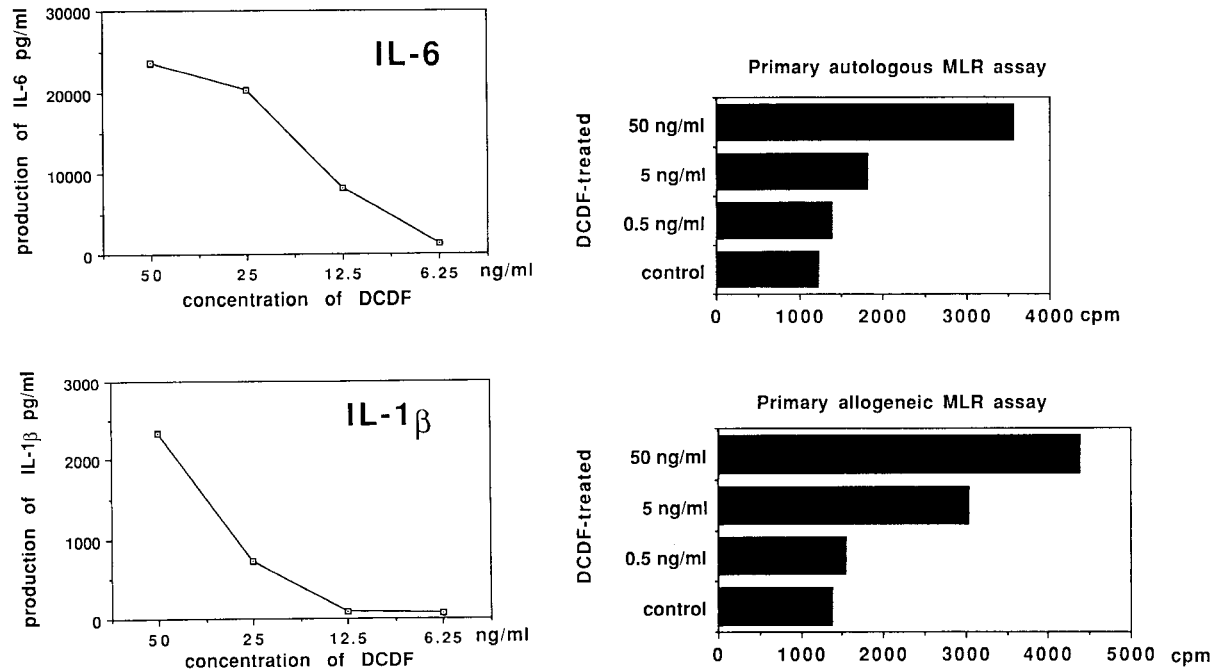 IL-6
production of IL-6 pg/ml
30000
20000
10000
0
50 25 12.5 6.25 ng/ml
concentration of DCDF
Primary autologous MLR assay
DCDF-treated
50 ng/ml
5 ng/ml
0.5 ng/ml
control
0 1000 2000 3000 4000 cpm
IL-1β
production of IL-1β pg/ml
3000
2000
1000
0
50 25 12.5 6.25 ng/ml
concentration of DCDF
Primary allogeneic MLR assay
DCDF-treated
50 ng/ml
5 ng/ml
0.5 ng/ml
control
0 1000 2000 3000 4000 5000 cpm